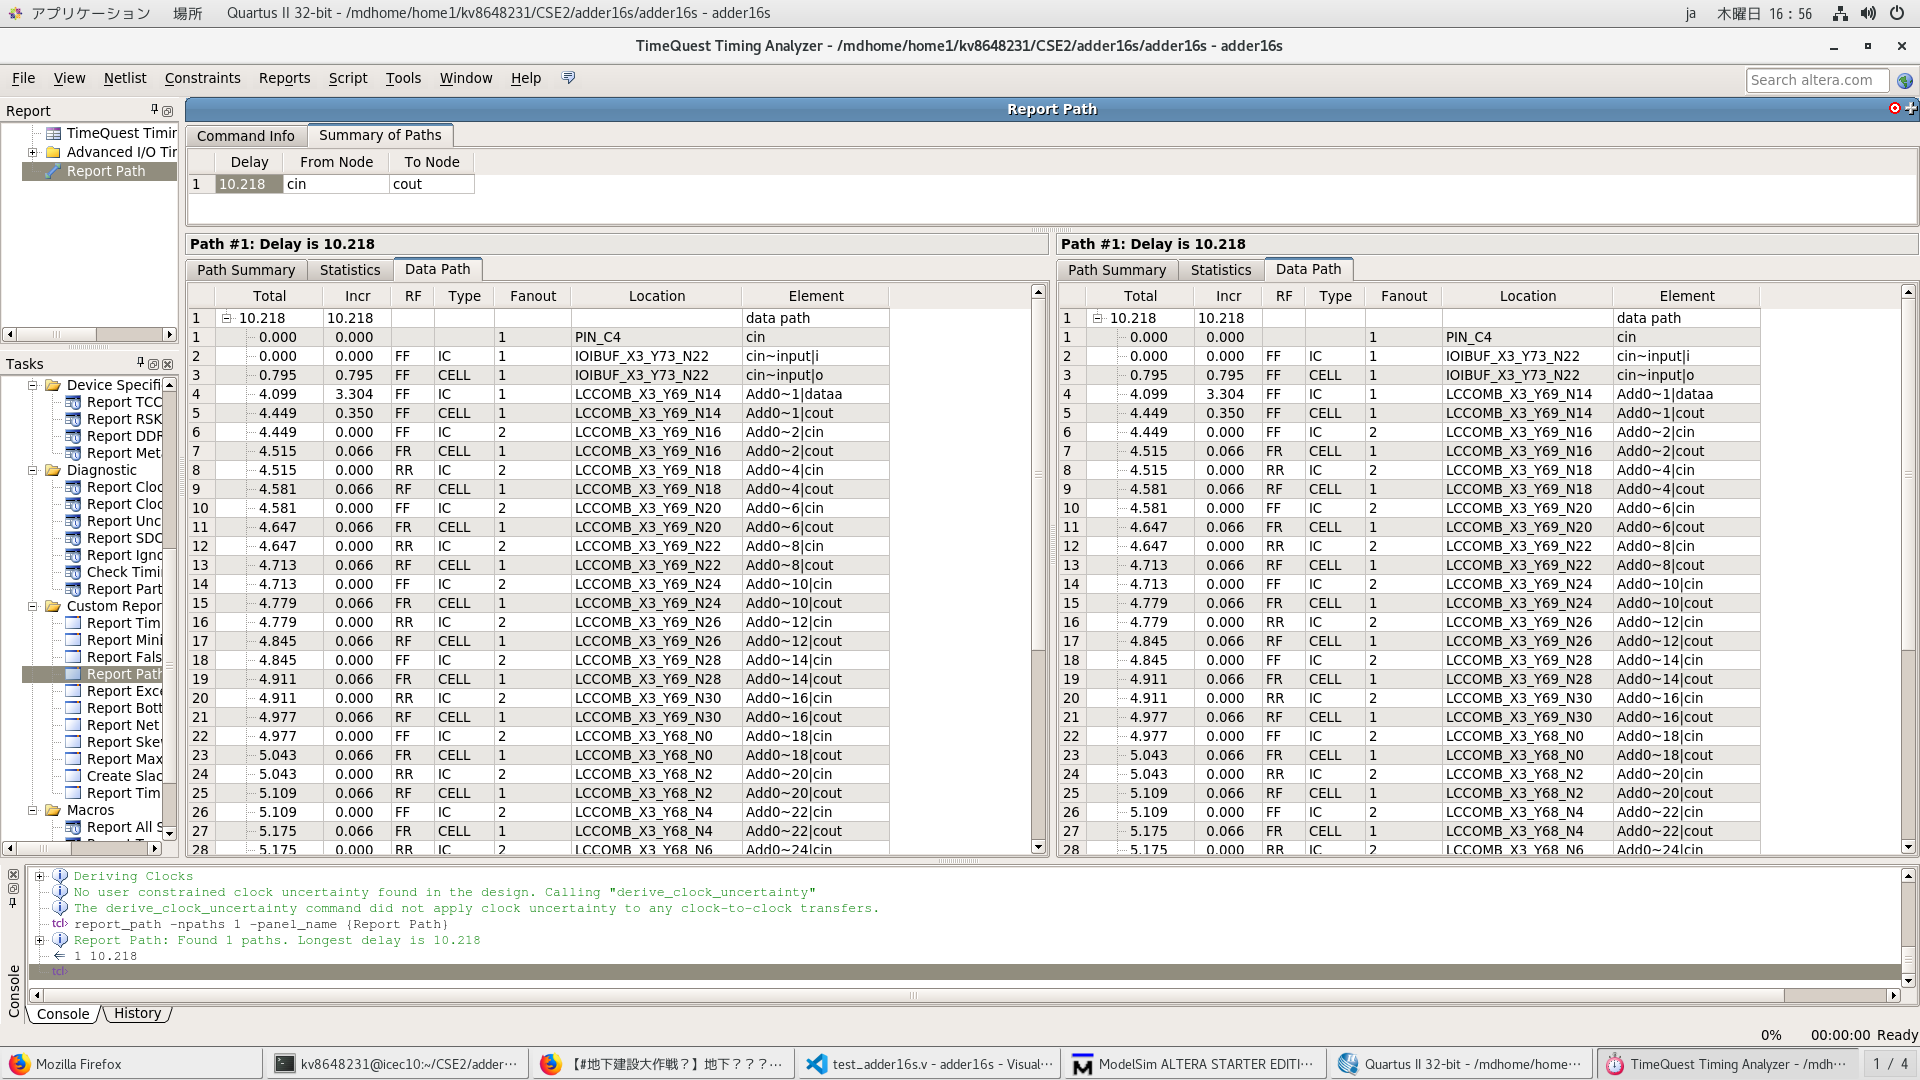 アプリケーション 場所 Quartus II 32-bit - /mdhome/home1/kv8648231/CSE2/adder16s/adder16s - adder16s ja 木曜日 16：56
TimeQuest Timing Analyzer - /mdhome/home1/kv8648231/CSE2/adder16s/adder16s - adder16s
File View Netlist Constraints Reports Script Tools Window Help Search altera.com
Report
TimeQuest Timir
Advanced I/O Tir
Report Path
Tasks
Device Specifi
Report TCC
Report RSK
Report DDR
Report Met
Diagnostic
Report Cloc
Report Cloc
Report Unc
Report SDC
Report Igno
Check Timi
Report Part
Custom Repor
Report Tim
Report Mini
Report Fals
Report Path
Report Exce
Report Bott
Report Net
Report Ske
Report Max
Create Slac
Report Tim
Macros
Report All S
Report Path
Command Info Summary of Paths
Delay From Node To Node
1 10.218 cin cout
Path #1: Delay is 10.218
Path Summary Statistics Data Path
Total Incr RF Type Fanout Location Element
1 10.218 10.218 data path
1 0.000 0.000 1 PIN_C4 cin
2 0.000 0.000 FF IC 1 IOIBUF_X3_Y73_N22 cin~input|i
3 0.795 0.795 FF CELL 1 IOIBUF_X3_Y73_N22 cin~input|o
4 4.099 3.304 FF IC 1 LCCOMB_X3_Y69_N14 Add0~1|dataa
5 4.449 0.350 FF CELL 1 LCCOMB_X3_Y69_N14 Add0~1|cout
6 4.449 0.000 FF IC 2 LCCOMB_X3_Y69_N16 Add0~2|cin
7 4.515 0.066 FR CELL 1 LCCOMB_X3_Y69_N16 Add0~2|cout
8 4.515 0.000 RR IC 2 LCCOMB_X3_Y69_N18 Add0~4|cin
9 4.581 0.066 RF CELL 1 LCCOMB_X3_Y69_N18 Add0~4|cout
10 4.581 0.000 FF IC 2 LCCOMB_X3_Y69_N20 Add0~6|cin
11 4.647 0.066 FR CELL 1 LCCOMB_X3_Y69_N20 Add0~6|cout
12 4.647 0.000 RR IC 2 LCCOMB_X3_Y69_N22 Add0~8|cin
13 4.713 0.066 RF CELL 1 LCCOMB_X3_Y69_N22 Add0~8|cout
14 4.713 0.000 FF IC 2 LCCOMB_X3_Y69_N24 Add0~10|cin
15 4.779 0.066 FR CELL 1 LCCOMB_X3_Y69_N24 Add0~10|cout
16 4.779 0.000 RR IC 2 LCCOMB_X3_Y69_N26 Add0~12|cin
17 4.845 0.066 RF CELL 1 LCCOMB_X3_Y69_N26 Add0~12|cout
18 4.845 0.000 FF IC 2 LCCOMB_X3_Y69_N28 Add0~14|cin
19 4.911 0.066 FR CELL 1 LCCOMB_X3_Y69_N28 Add0~14|cout
20 4.911 0.000 RR IC 2 LCCOMB_X3_Y69_N30 Add0~16|cin
21 4.977 0.066 RF CELL 1 LCCOMB_X3_Y69_N30 Add0~16|cout
22 4.977 0.000 FF IC 2 LCCOMB_X3_Y68_N0 Add0~18|cin
23 5.043 0.066 FR CELL 1 LCCOMB_X3_Y68_N0 Add0~18|cout
24 5.043 0.000 RR IC 2 LCCOMB_X3_Y68_N2 Add0~20|cin
25 5.109 0.066 RF CELL 1 LCCOMB_X3_Y68_N2 Add0~20|cout
26 5.109 0.000 FF IC 2 LCCOMB_X3_Y68_N4 Add0~22|cin
27 5.175 0.066 FR CELL 1 LCCOMB_X3_Y68_N4 Add0~22|cout
28 5.175 0.000 RR IC 2 LCCOMB_X3_Y68_N6 Add0~24|cin
Path #1: Delay is 10.218
Path Summary Statistics Data Path
Total Incr RF Type Fanout Location Element
1 10.218 10.218 data path
1 0.000 0.000 1 PIN_C4 cin
2 0.000 0.000 FF IC 1 IOIBUF_X3_Y73_N22 cin~input|i
3 0.795 0.795 FF CELL 1 IOIBUF_X3_Y73_N22 cin~input|o
4 4.099 3.304 FF IC 1 LCCOMB_X3_Y69_N14 Add0~1|dataa
5 4.449 0.350 FF CELL 1 LCCOMB_X3_Y69_N14 Add0~1|cout
6 4.449 0.000 FF IC 2 LCCOMB_X3_Y69_N16 Add0~2|cin
7 4.515 0.066 FR CELL 1 LCCOMB_X3_Y69_N16 Add0~2|cout
8 4.515 0.000 RR IC 2 LCCOMB_X3_Y69_N18 Add0~4|cin
9 4.581 0.066 RF CELL 1 LCCOMB_X3_Y69_N18 Add0~4|cout
10 4.581 0.000 FF IC 2 LCCOMB_X3_Y69_N20 Add0~6|cin
11 4.647 0.066 FR CELL 1 LCCOMB_X3_Y69_N20 Add0~6|cout
12 4.647 0.000 RR IC 2 LCCOMB_X3_Y69_N22 Add0~8|cin
13 4.713 0.066 RF CELL 1 LCCOMB_X3_Y69_N22 Add0~8|cout
14 4.713 0.000 FF IC 2 LCCOMB_X3_Y69_N24 Add0~10|cin
15 4.779 0.066 FR CELL 1 LCCOMB_X3_Y69_N24 Add0~10|cout
16 4.779 0.000 RR IC 2 LCCOMB_X3_Y69_N26 Add0~12|cin
17 4.845 0.066 RF CELL 1 LCCOMB_X3_Y69_N26 Add0~12|cout
18 4.845 0.000 FF IC 2 LCCOMB_X3_Y69_N28 Add0~14|cin
19 4.911 0.066 FR CELL 1 LCCOMB_X3_Y69_N28 Add0~14|cout
20 4.911 0.000 RR IC 2 LCCOMB_X3_Y69_N30 Add0~16|cin
21 4.977 0.066 RF CELL 1 LCCOMB_X3_Y69_N30 Add0~16|cout
22 4.977 0.000 FF IC 2 LCCOMB_X3_Y68_N0 Add0~18|cin
23 5.043 0.066 FR CELL 1 LCCOMB_X3_Y68_N0 Add0~18|cout
24 5.043 0.000 RR IC 2 LCCOMB_X3_Y68_N2 Add0~20|cin
25 5.109 0.066 RF CELL 1 LCCOMB_X3_Y68_N2 Add0~20|cout
26 5.109 0.000 FF IC 2 LCCOMB_X3_Y68_N4 Add0~22|cin
27 5.175 0.066 FR CELL 1 LCCOMB_X3_Y68_N4 Add0~22|cout
28 5.175 0.000 RR IC 2 LCCOMB_X3_Y68_N6 Add0~24|cin
Deriving Clocks
No user constrained clock uncertainty found in the design. Calling "derive_clock_uncertainty"
The derive_clock_uncertainty command did not apply clock uncertainty to any clock-to-clock transfers.
tcl> report_path -npaths 1 -panel_name {Report Path}
Report Path: Found 1 paths. Longest delay is 10.218
1 10.218
tcl>
Console
Console History
0% 00:00:00 Ready
Mozilla Firefox kv8648231@icec10:~/CSE2/adder… 【#地下建設大作戦？】地下？？？… test_adder16s.v - adder16s - Visual… ModelSim ALTERA STARTER EDITI… Quartus II 32-bit - /mdhome/home… TimeQuest Timing Analyzer - /mdh… 1 / 4